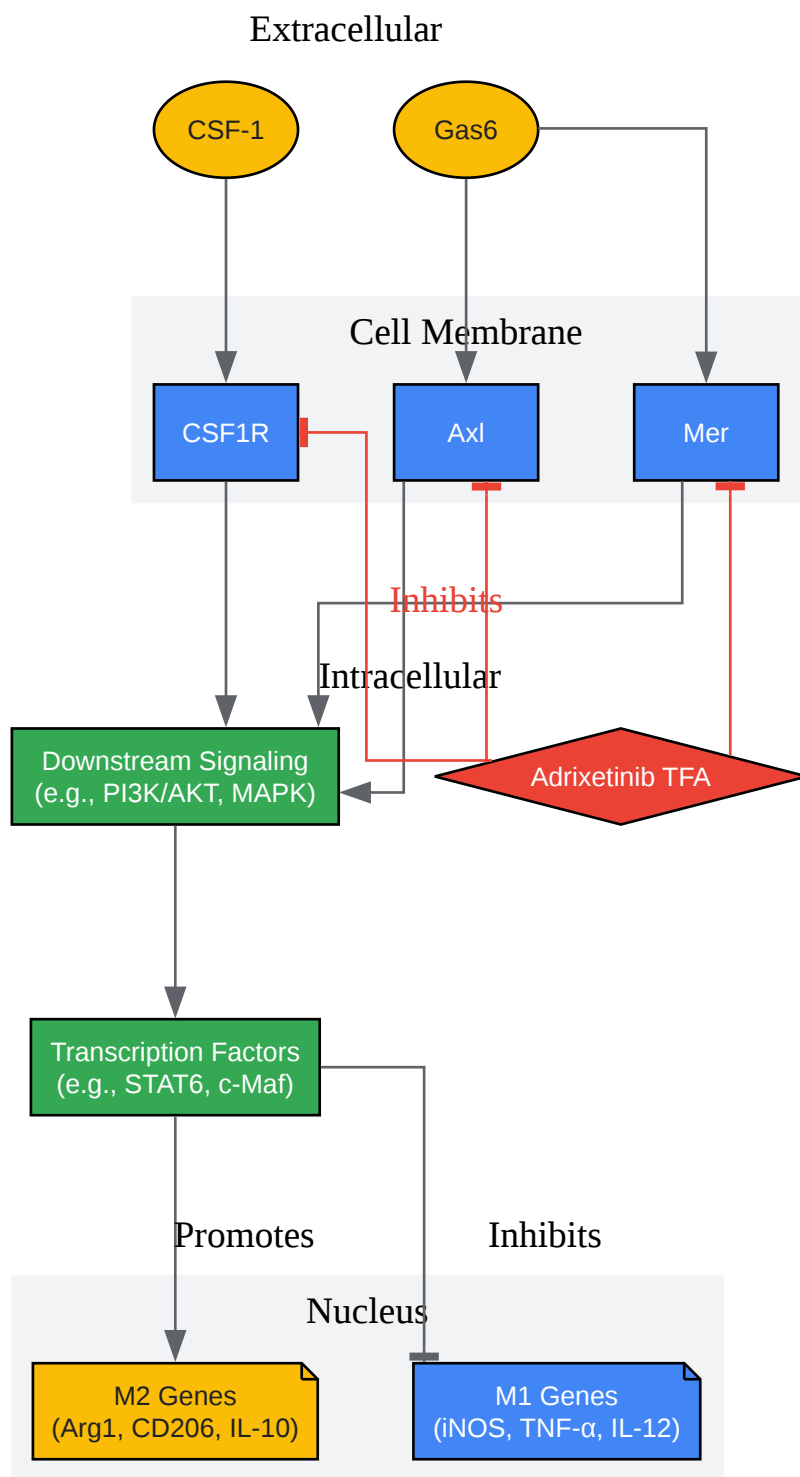 Extracellular
CSF-1
Gas6
Cell Membrane
CSF1R
Axl
Mer
Inhibits
Intracellular
Downstream Signaling
(e.g., PI3K/AKT, MAPK)
Adrixetinib TFA
Transcription Factors
(e.g., STAT6, c-Maf)
Promotes
Inhibits
Nucleus
M2 Genes
(Arg1, CD206, IL-10)
M1 Genes
(iNOS, TNF-α, IL-12)